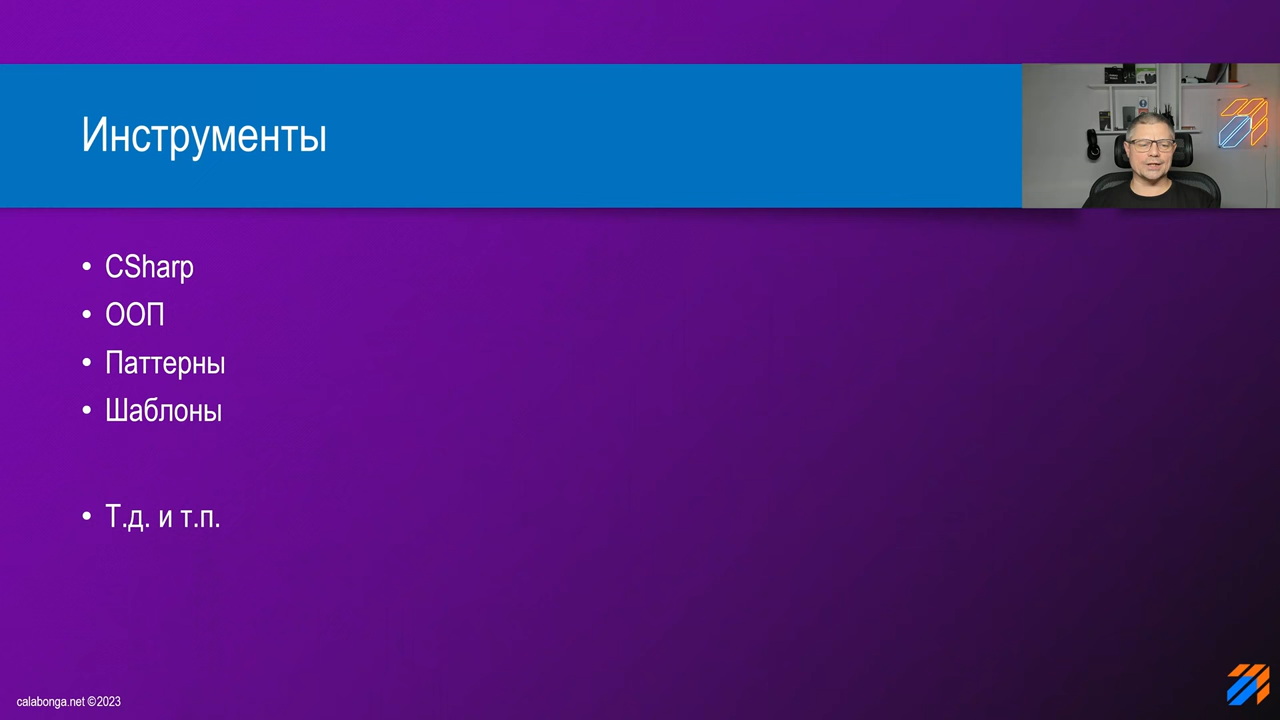 Инструменты
• CSharp
• ООП
• Паттерны
• Шаблоны
• Т.д. и т.п.
calabonga.net ©2023